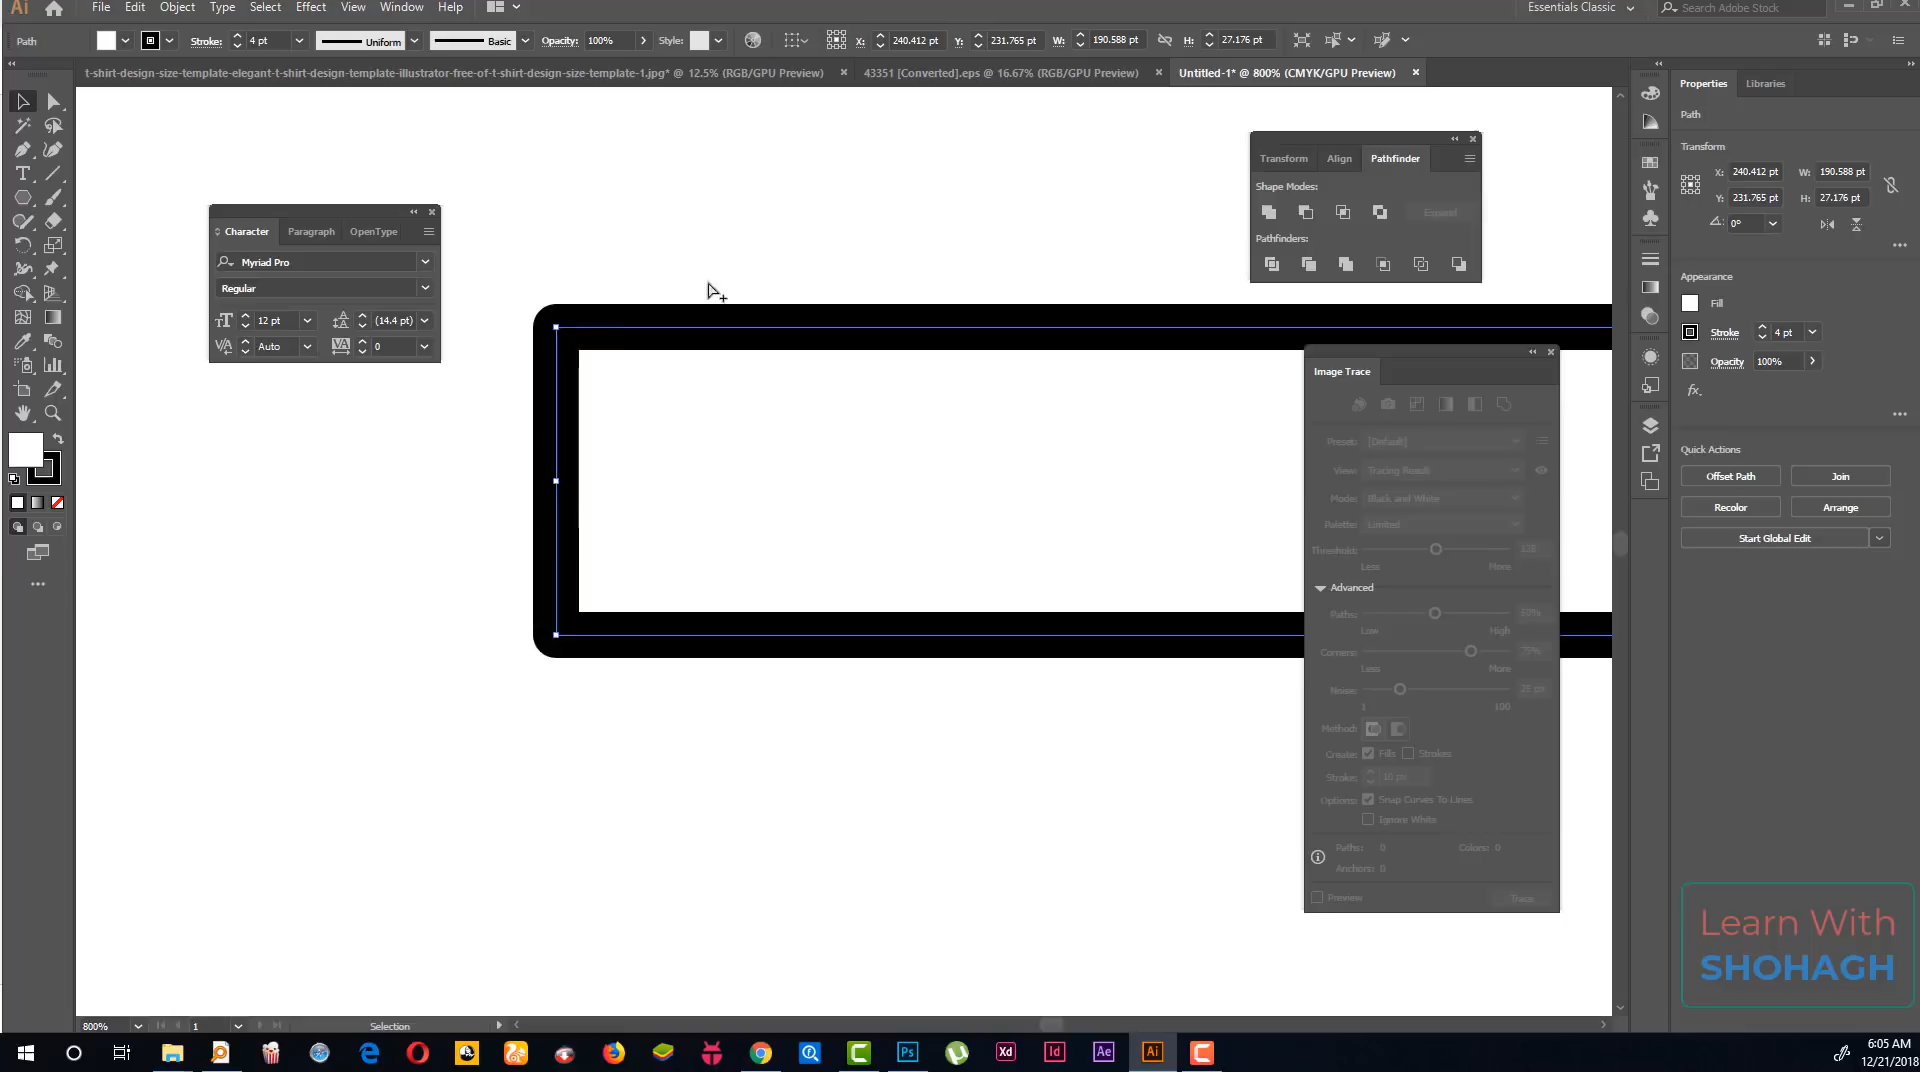 Ai File Edit Object Type Select Effect View Window Help Essentials Classic Search Adobe Stock
Path Stroke: 4 pt Uniform Basic Opacity: 100% Style: X: 240.412 pt Y: 231.765 pt W: 190.588 pt H: 27.176 pt
t-shirt-design-size-template-elegant-t-shirt-design-template-illustrator-free-of-t-shirt-design-size-template-1.jpg* @ 12.5% (RGB/GPU Preview) 43351 [Converted].eps @ 16.67% (RGB/GPU Preview) Untitled-1* @ 800% (CMYK/GPU Preview)
Character Paragraph OpenType
Myriad Pro
Regular
12 pt (14.4 pt)
Auto 0
Transform Align Pathfinder
Shape Modes:
Expand
Pathfinders:
Image Trace
Preset: [Default]
View: Tracing Result
Mode: Black and White
Palette: Limited
Threshold: 128
Less More
Advanced
Paths: 50%
Low High
Corners: 75%
Less More
Noise: 25 px
1 100
Method:
Create: Fills Strokes
Stroke: 10 px
Options: Snap Curves To Lines
Ignore White
Paths: 0 Colors: 0
Anchors: 0
Preview Trace
Properties Libraries
Path
Transform
X: 240.412 pt W: 190.588 pt
Y: 231.765 pt H: 27.176 pt
0°
Appearance
Fill
Stroke 4 pt
Opacity 100%
fx.
Quick Actions
Offset Path Join
Recolor Arrange
Start Global Edit
Learn With
SHOHAGH
800% 1 Selection
Ps Xd Id Ae Ai
6:05 AM
12/21/2018